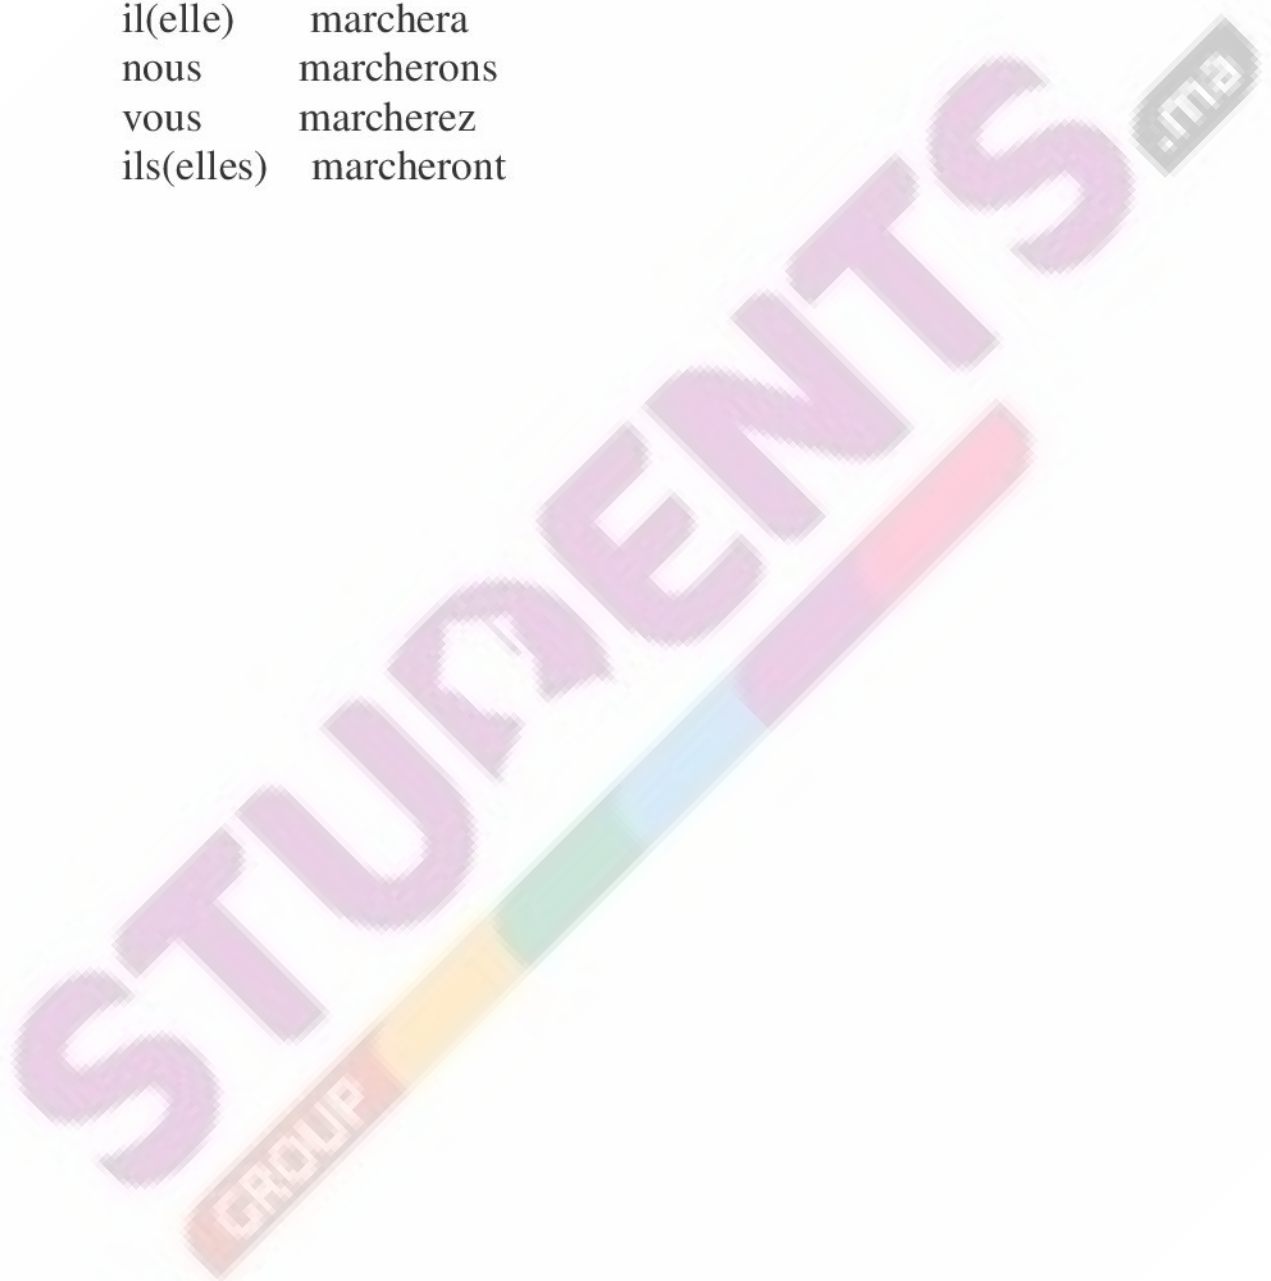 il(elle) marchera
nous marcherons
vous marcherez
ils(elles) marcheront
STUDENTS
.ma
GROUP